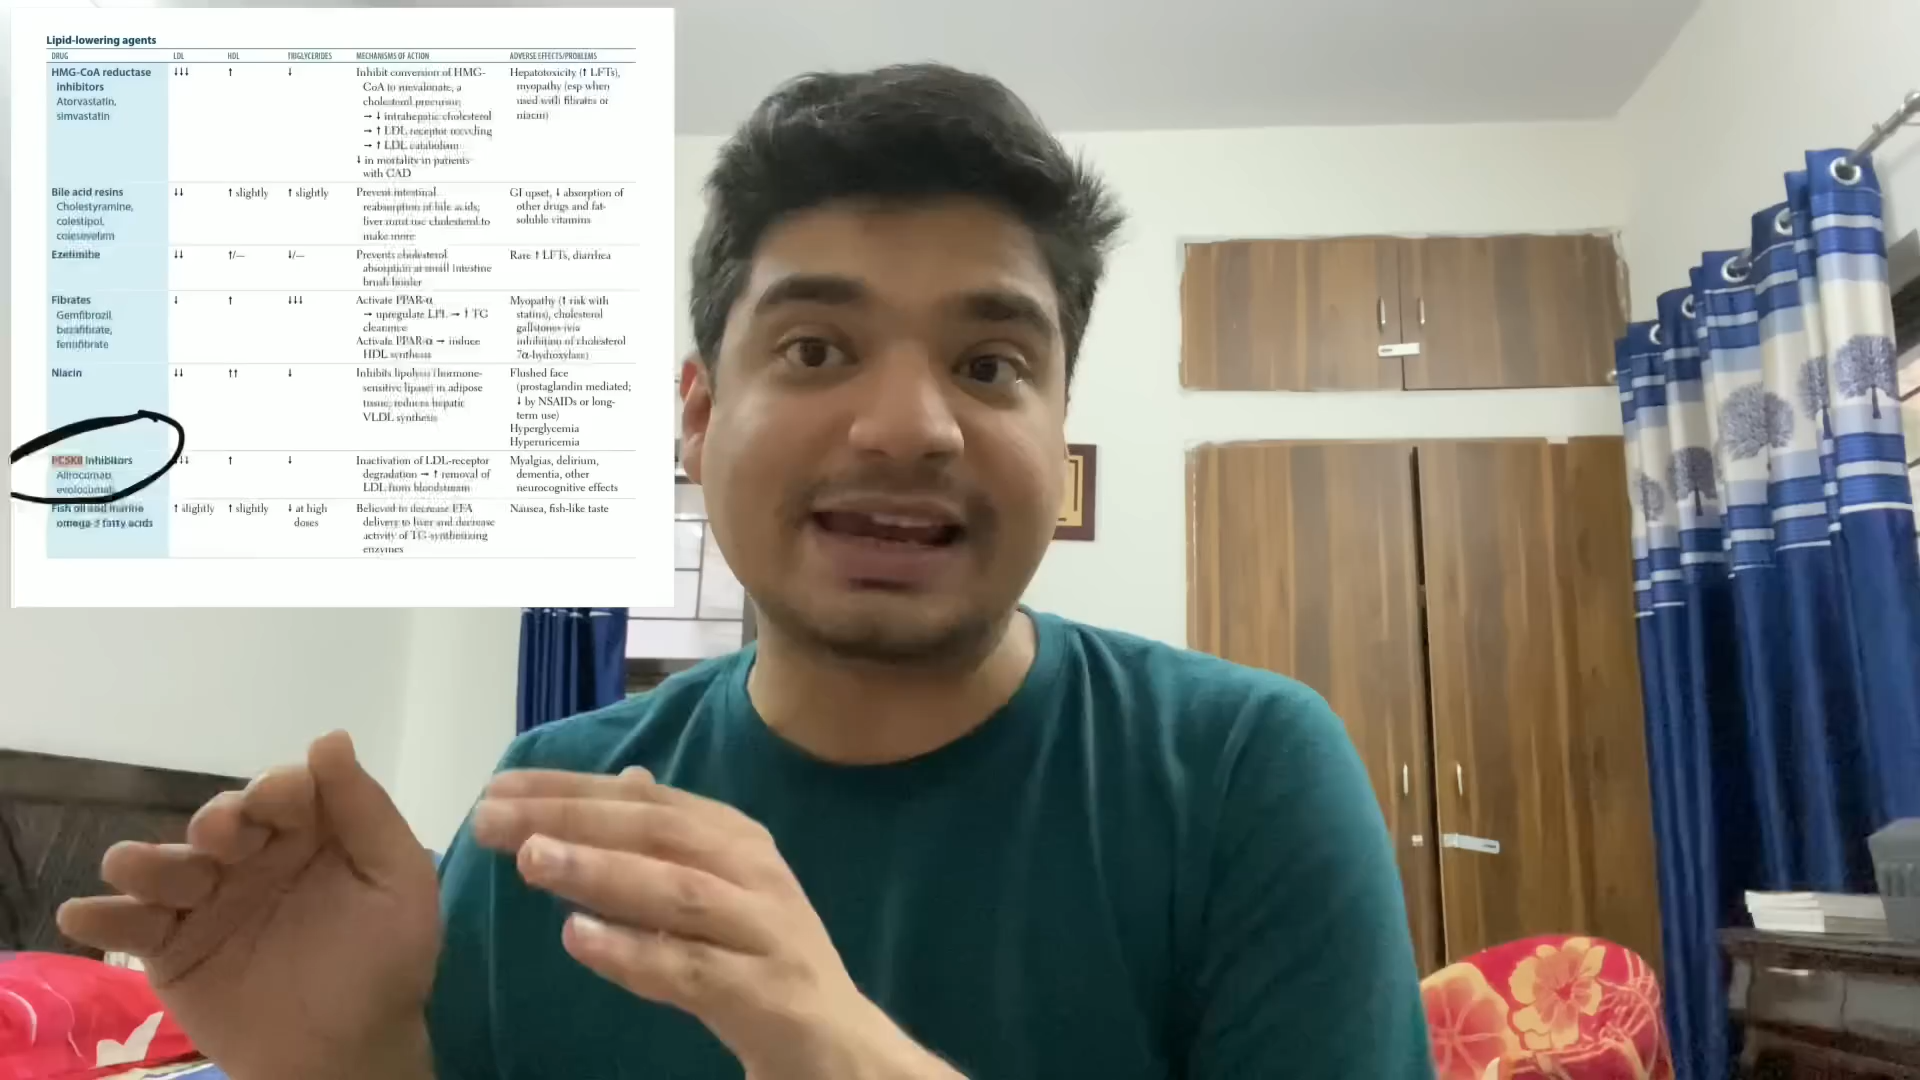 Lipid-lowering agents
DRUG LDL HDL TRIGLYCERIDES MECHANISMS OF ACTION ADVERSE EFFECTS/PROBLEMS
HMG-CoA reductase inhibitors
Atorvastatin,
simvastatin
↓↓↓ ↑ ↓
Inhibit conversion of HMG-
CoA to mevalonate, a
cholesterol precursor
→ ↓ intrahepatic cholesterol
→ ↑ LDL receptor recycling
→ ↑ LDL catabolism
↓ in mortality in patients
with CAD
Hepatotoxicity (↑ LFTs),
myopathy (esp when
used with fibrates or
niacin)
Bile acid resins
Cholestyramine,
colestipol,
colesevelam
↓↓ ↑ slightly ↑ slightly
Prevent intestinal
reabsorption of bile acids;
liver must use cholesterol to
make more
GI upset, ↓ absorption of
other drugs and fat-
soluble vitamins
Ezetimibe
↓↓ ↑/— ↓/—
Prevents cholesterol
absorption at small intestine
brush border
Rare ↑ LFTs, diarrhea
Fibrates
Gemfibrozil,
bezafibrate,
fenofibrate
↓ ↑ ↓↓↓
Activate PPAR-α
→ upregulate LPL → ↑ TG
clearance
Activate PPAR-α → induce
HDL synthesis
Myopathy (↑ risk with
statins), cholesterol
gallstones (via
inhibition of cholesterol
7α-hydroxylase)
Niacin
↓↓ ↑↑ ↓
Inhibits lipolysis (hormone-
sensitive lipase) in adipose
tissue; reduces hepatic
VLDL synthesis
Flushed face
(prostaglandin mediated;
↓ by NSAIDs or long-
term use)
Hyperglycemia
Hyperuricemia
inhibitors
Alirocumab,
evolocumab
↓↓↓ ↑ ↓
Inactivation of LDL-receptor
degradation → ↑ removal of
LDL from bloodstream
Myalgias, delirium,
dementia, other
neurocognitive effects
Fish oil and marine
omega-3 fatty acids
↑ slightly ↑ slightly ↓ at high
doses
Believed to decrease FFA
delivery to liver and decrease
activity of TG-synthesizing
enzymes
Nausea, fish-like taste